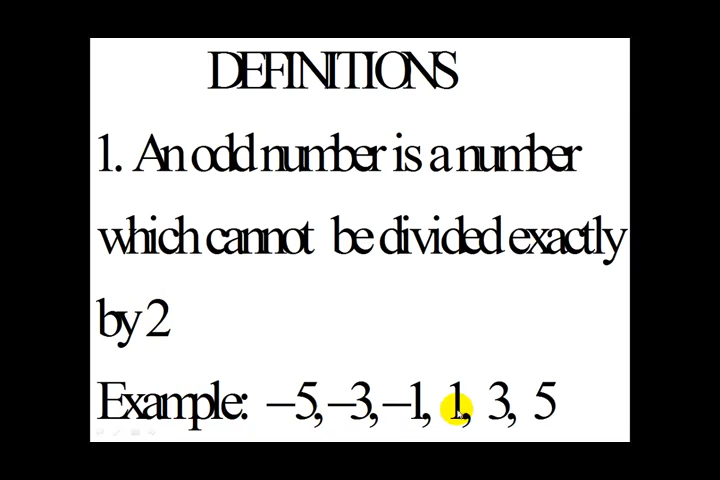 DEFINITIONS
1. An odd number is a number
which cannot be divided exactly
by 2
Example: –5, –3, –1, 1, 3, 5